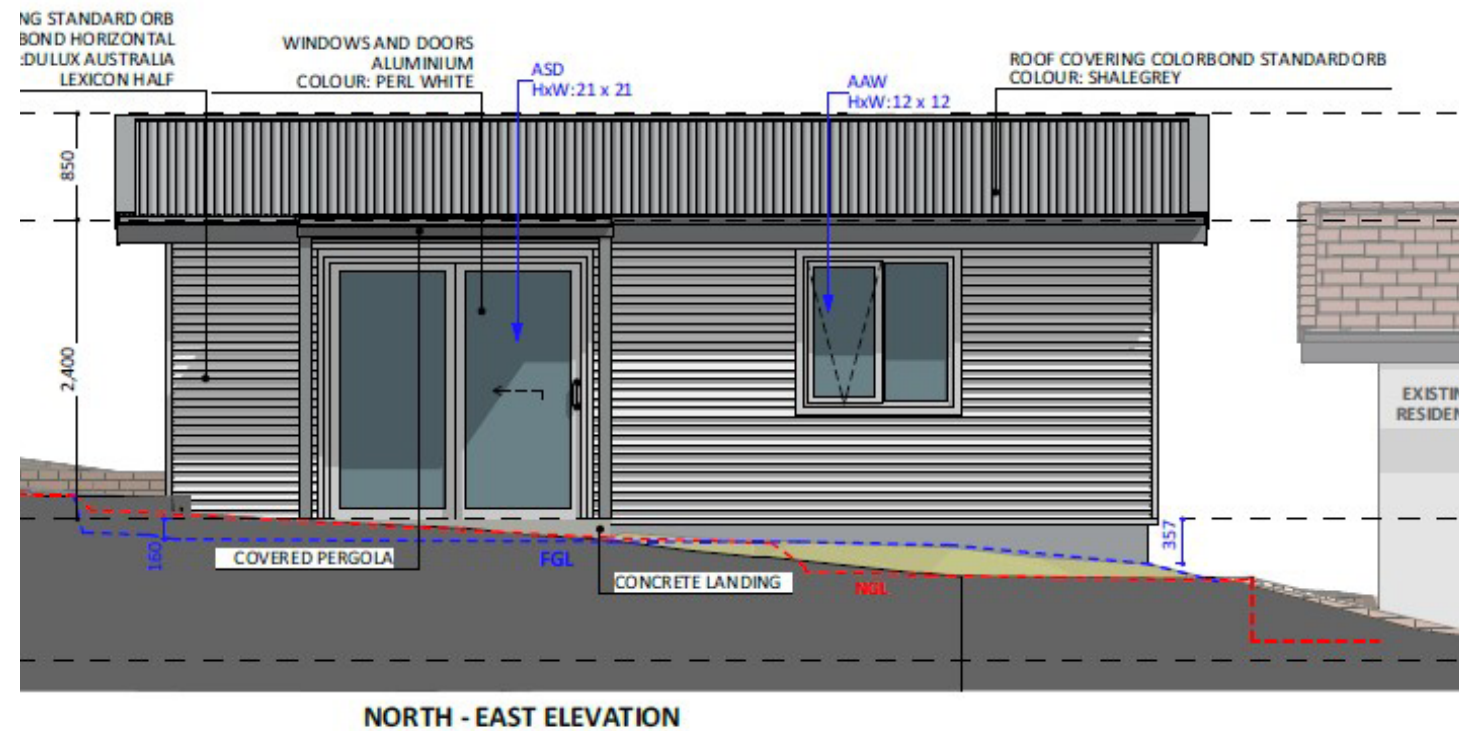 NG STANDARD ORB
BOND HORIZONTAL
:DULUX AUSTRALIA
LEXICON HALF
WINDOWS AND DOORS
ALUMINIUM
COLOUR: PERL WHITE
ASD
HxW:21 x 21
AAW
HxW:12 x 12
ROOF COVERING COLORBOND STANDARD ORB
COLOUR: SHALEGREY
850
2,400
EXISTIN
RESIDEN
160
COVERED PERGOLA
FGL
CONCRETE LANDING
NGL
357
NORTH - EAST ELEVATION